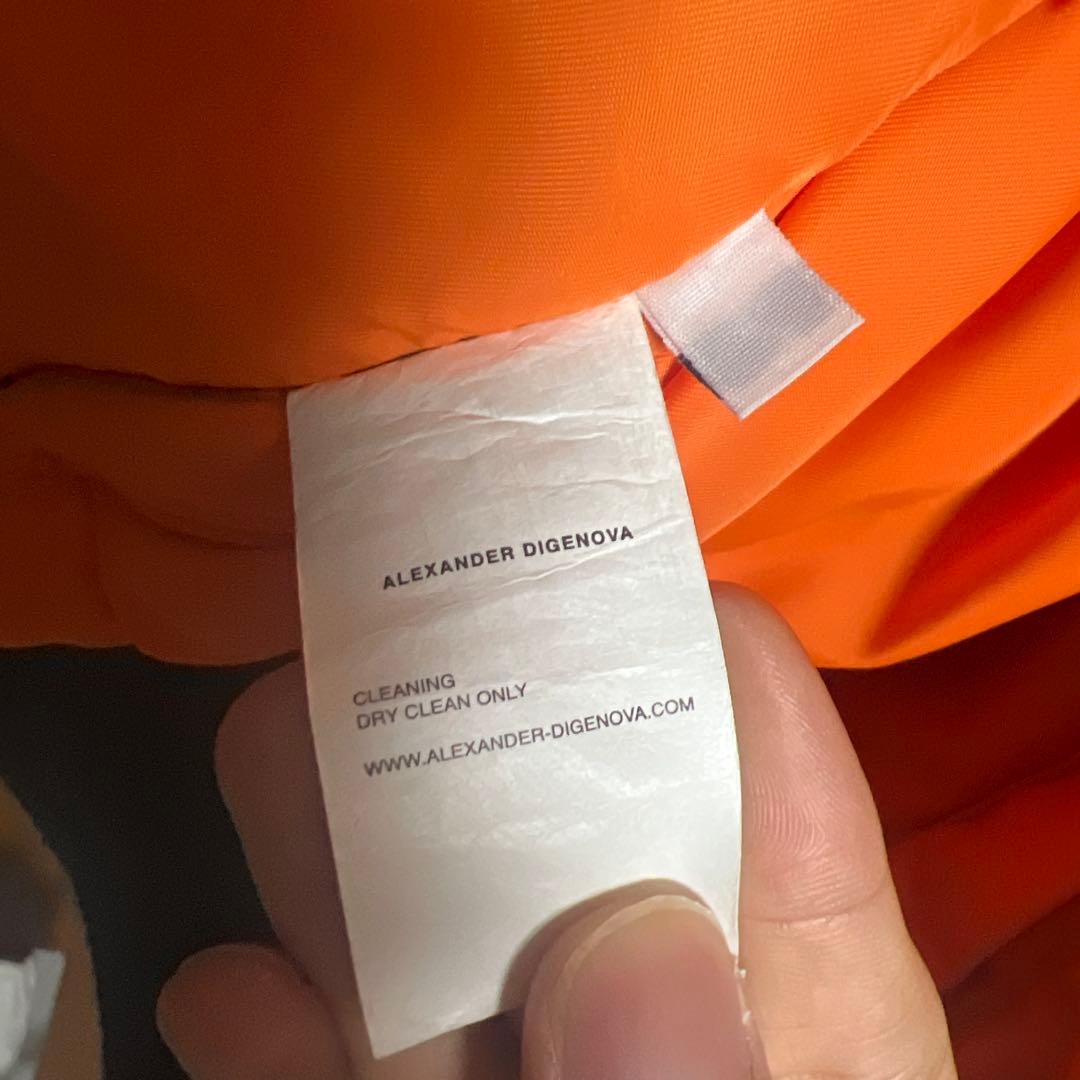 ALEXANDER DIGENOVA
CLEANING
DRY CLEAN ONLY
WWW.ALEXANDER-DIGENOVA.COM